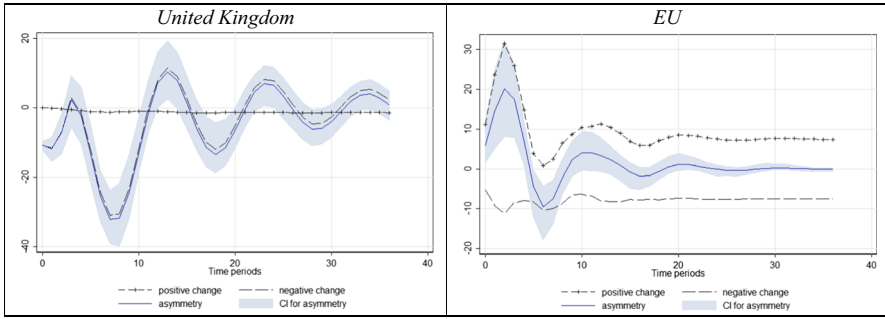 United Kingdom
20
0
-20
-40
0 10 20 30 40
Time periods
positive change negative change
asymmetry CI for asymmetry
EU
30
20
10
0
-10
-20
0 10 20 30 40
Time periods
positive change negative change
asymmetry CI for asymmetry